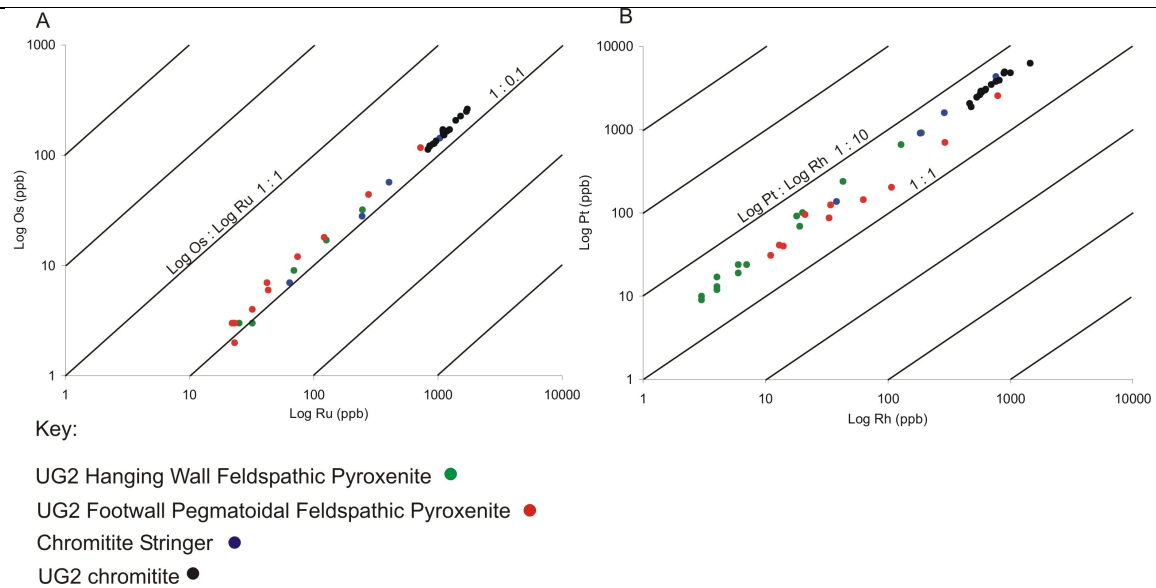 A
1000
100
10
1
1
10
100
1000
10000
Log Os (ppb)
Log Ru (ppb)
Log Os : Log Ru 1 : 1
1 : 0.1
B
10000
1000
100
10
1
1
10
100
1000
10000
Log Pt (ppb)
Log Rh (ppb)
Log Pt : Log Rh 1 : 10
1 : 1
Key:
UG2 Hanging Wall Feldspathic Pyroxenite
UG2 Footwall Pegmatoidal Feldspathic Pyroxenite
Chromitite Stringer
UG2 chromitite